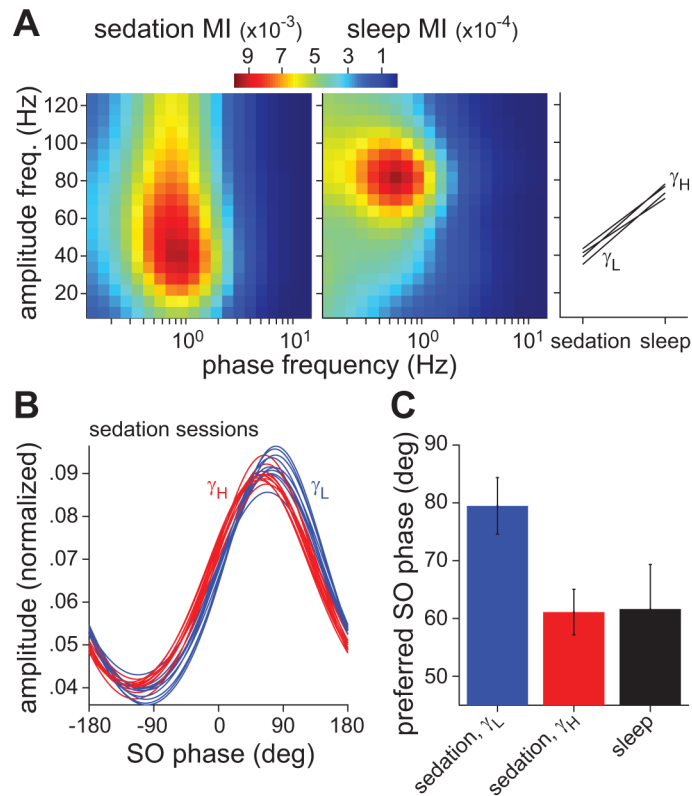 A
sedation MI (x10⁻³) sleep MI (x10⁻⁴)
9 7 5 3 1
amplitude freq. (Hz)
120
100
80
60
40
20
10⁰ 10¹ 10⁰ 10¹
phase frequency (Hz)
γH
γL
sedation sleep
B
sedation sessions
amplitude (normalized)
.09
.08
.07
.06
.05
.04
γH γL
-180 -90 0 90 180
SO phase (deg)
C
preferred SO phase (deg)
90
80
70
60
50
sedation, γL
sedation, γH
sleep